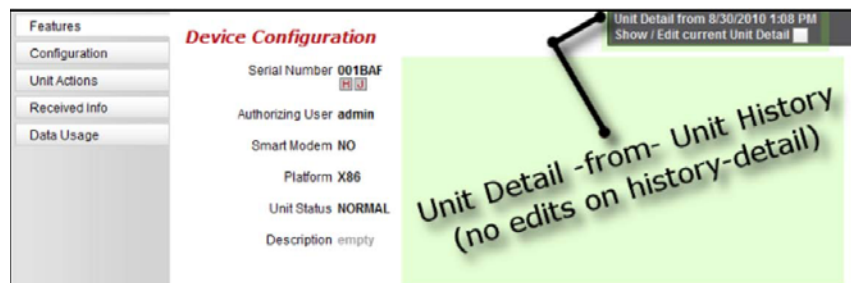 Features
Configuration
Unit Actions
Received Info
Data Usage
Device Configuration
Serial Number 001BAF
H J
Authorizing User admin
Smart Modem NO
Platform X86
Unit Status NORMAL
Description empty
Unit Detail from 8/30/2010 1:08 PM
Show / Edit current Unit Detail
Unit Detail -from- Unit History
(no edits on history-detail)